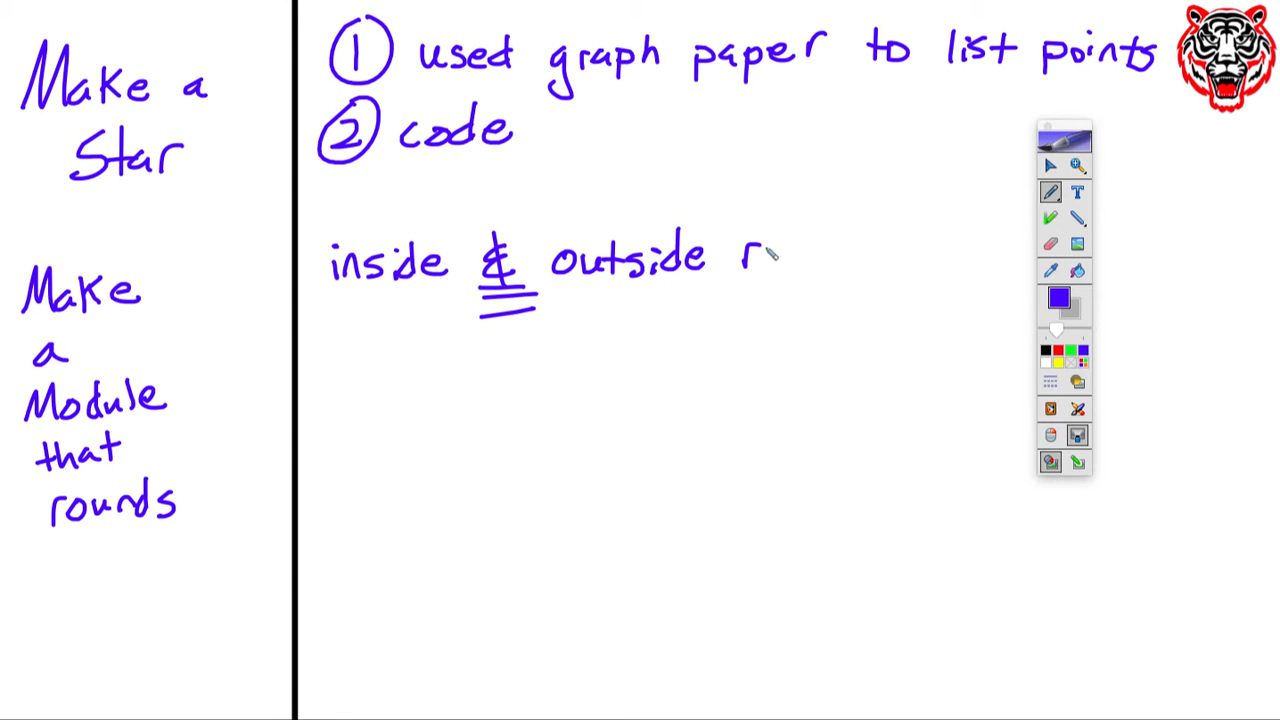 Make a
Star
Make
a
Module
that
rounds
① used graph paper to list points
② code
inside & outside r
T